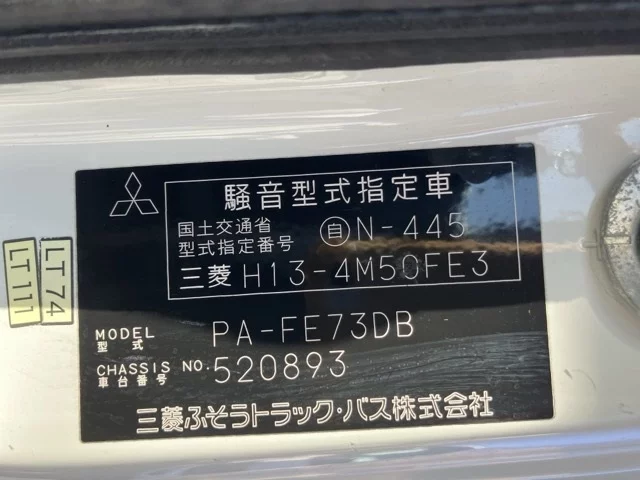 騒音型式指定車
国土交通省
型式指定番号 自N-445
三菱 H13-4M50FE3
MODEL
型式 PA-FE73DB
CHASSIS NO.
車台番号 520893
三菱ふそうトラック・バス株式会社
LT74
LT111